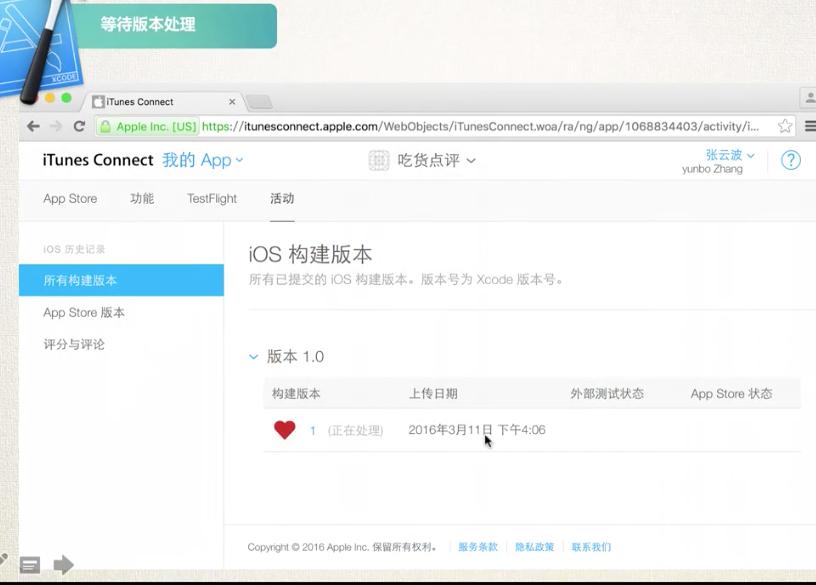 等待版本处理
XCODE
iTunes Connect
Apple Inc. [US] https://itunesconnect.apple.com/WebObjects/iTunesConnect.woa/ra/ng/app/1068834403/activity/i...
iTunes Connect 我的 App 吃货点评 张云波
yunbo Zhang
?
App Store 功能 TestFlight 活动
iOS 历史记录
所有构建版本
App Store 版本
评分与评论
iOS 构建版本
所有已提交的 iOS 构建版本。版本号为 Xcode 版本号。
版本 1.0
构建版本 上传日期 外部测试状态 App Store 状态
1 (正在处理) 2016年3月11日 下午4:06
Copyright © 2016 Apple Inc. 保留所有权利。 服务条款 隐私政策 联系我们